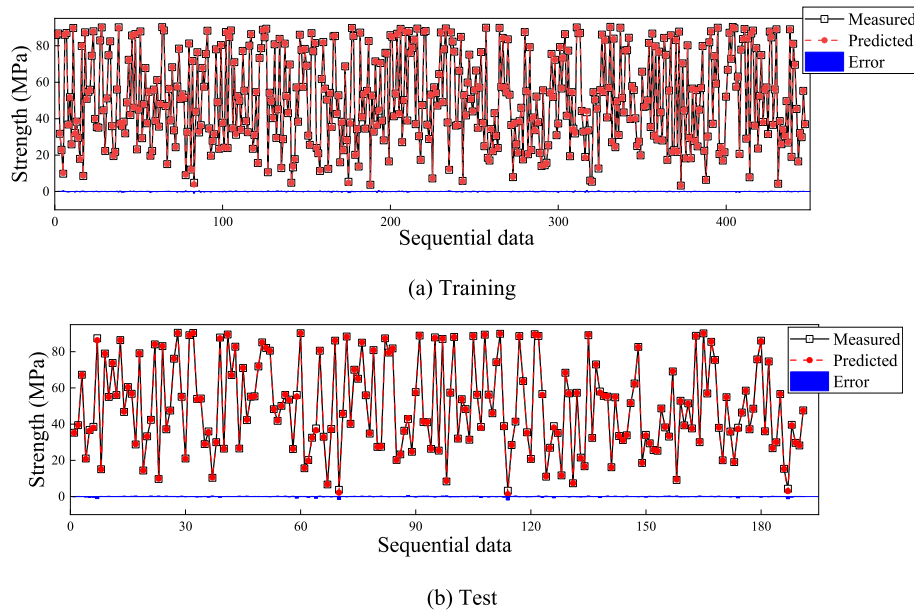 Strength (MPa)
80
60
40
20
0
0
100
200
300
400
Sequential data
Measured
Predicted
Error
(a) Training
Strength (MPa)
80
60
40
20
0
0
30
60
90
120
150
180
Sequential data
Measured
Predicted
Error
(b) Test